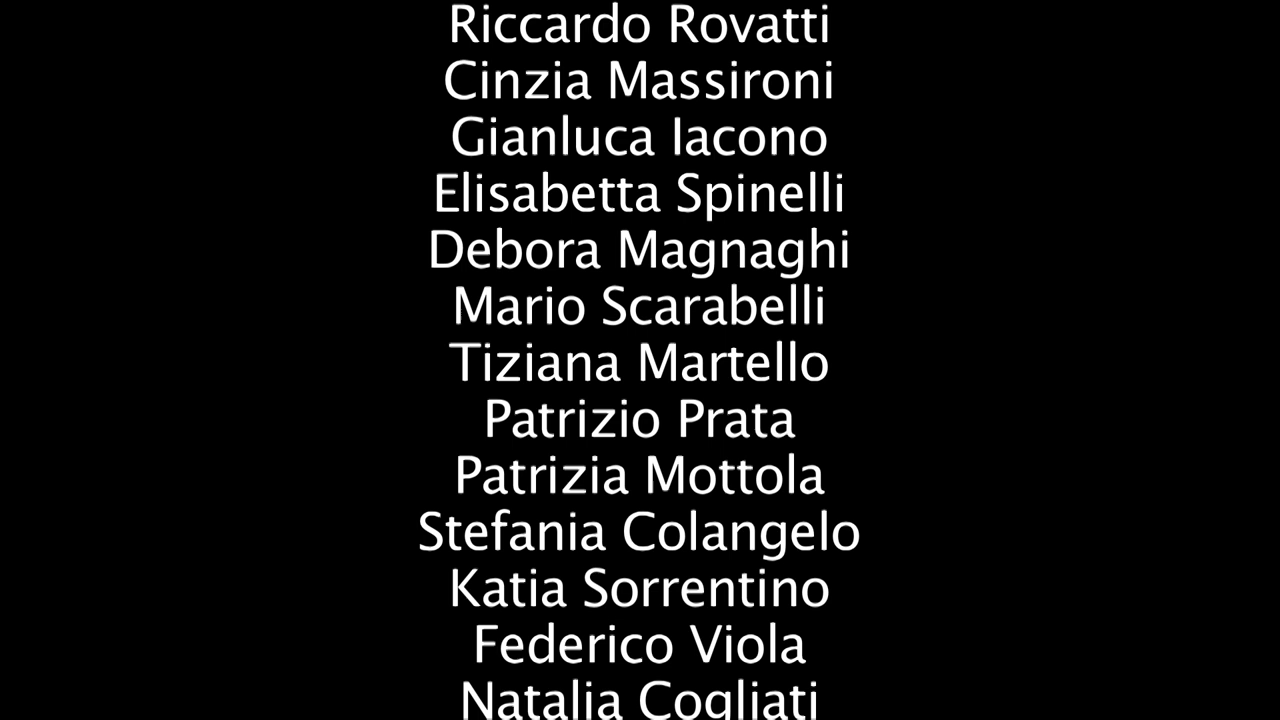 Riccardo Rovatti
Cinzia Massironi
Gianluca Iacono
Elisabetta Spinelli
Debora Magnaghi
Mario Scarabelli
Tiziana Martello
Patrizio Prata
Patrizia Mottola
Stefania Colangelo
Katia Sorrentino
Federico Viola
Natalia Cogliati